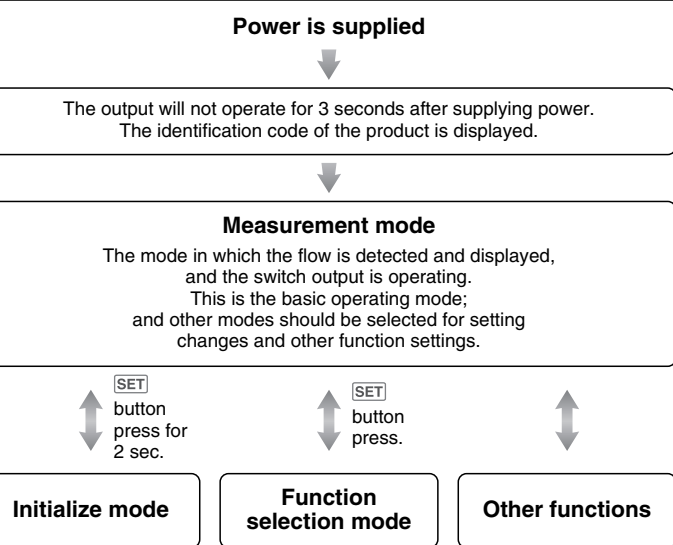 Power is supplied
The output will not operate for 3 seconds after supplying power.
The identification code of the product is displayed.
Measurement mode
The mode in which the flow is detected and displayed,
and the switch output is operating.
This is the basic operating mode;
and other modes should be selected for setting
changes and other function settings.
SET
button
press for
2 sec.
SET
button
press.
Initialize mode
Function
selection mode
Other functions